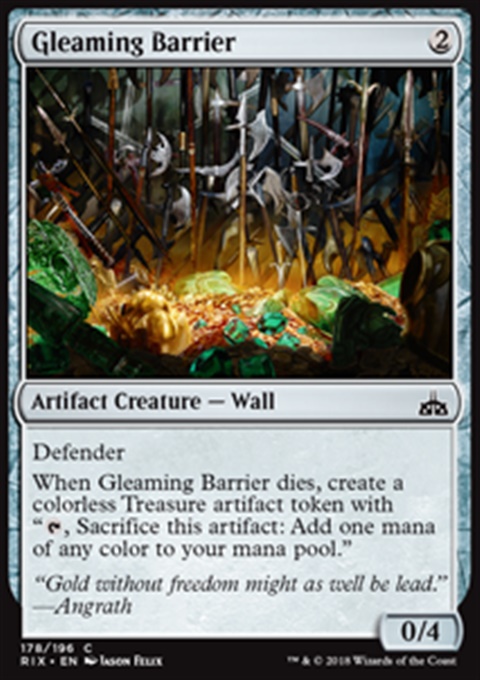 Gleaming Barrier 2
Artifact Creature — Wall
Defender
When Gleaming Barrier dies, create a
colorless Treasure artifact token with
“, Sacrifice this artifact: Add one mana
of any color to your mana pool.”
“Gold without freedom might as well be lead.”
—Angrath
0/4
178/196 C
RIX • EN Jason Felix
™ & © 2018 Wizards of the Coast